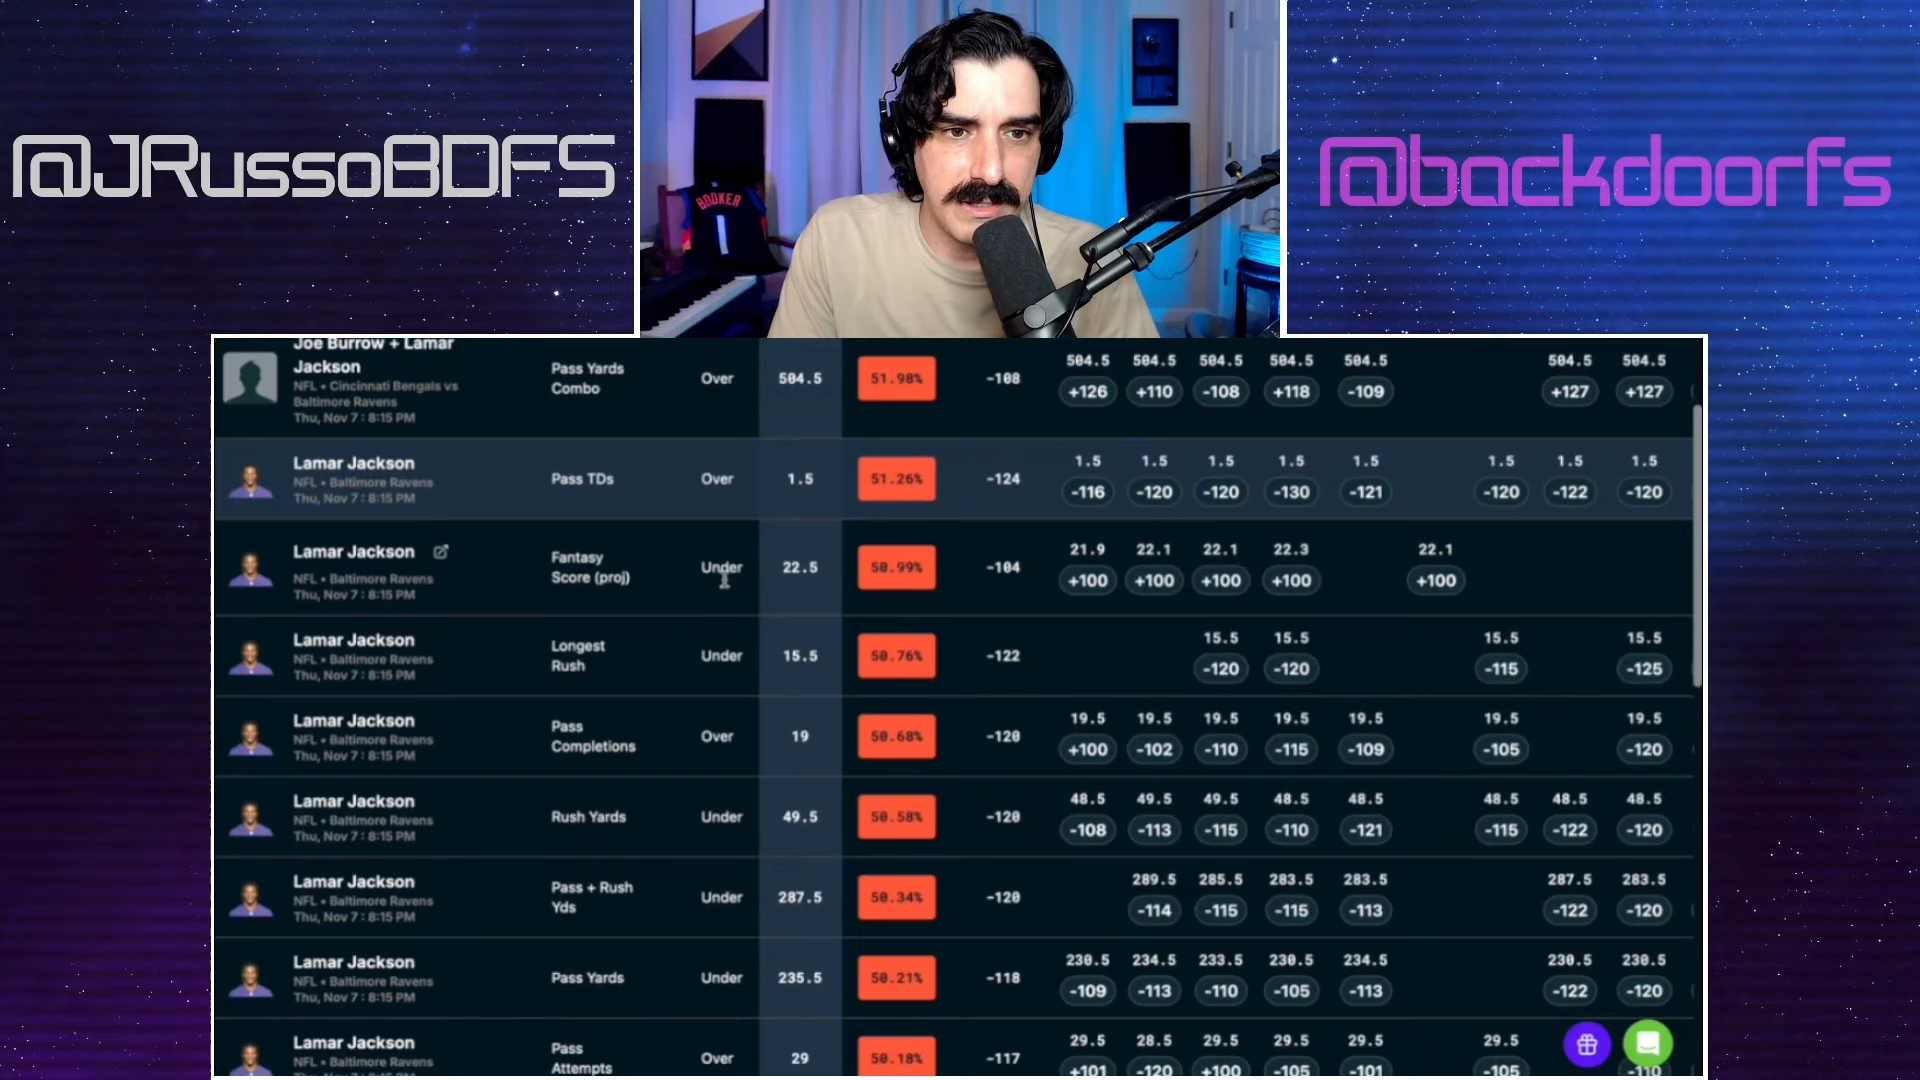 @JRussoBDFS
BOOKER
1
@backdoorfs
Joe Burrow + Lamar
Jackson
NFL • Cincinnati Bengals vs
Baltimore Ravens
Thu, Nov 7 : 8:15 PM
Pass Yards
Combo
Over
504.5
51.98%
-108
504.5 504.5 504.5 504.5 504.5 504.5 504.5
+126 +110 -108 +118 -109 +127 +127
Lamar Jackson
NFL • Baltimore Ravens
Thu, Nov 7 : 8:15 PM
Pass TDs
Over
1.5
51.26%
-124
1.5 1.5 1.5 1.5 1.5 1.5 1.5 1.5
-116 -120 -120 -130 -121 -120 -122 -120
Lamar Jackson
NFL • Baltimore Ravens
Thu, Nov 7 : 8:15 PM
Fantasy
Score (proj)
Under
22.5
50.99%
-104
21.9 22.1 22.1 22.3 22.1
+100 +100 +100 +100 +100
Lamar Jackson
NFL • Baltimore Ravens
Thu, Nov 7 : 8:15 PM
Longest
Rush
Under
15.5
50.76%
-122
15.5 15.5 15.5 15.5
-120 -120 -115 -125
Lamar Jackson
NFL • Baltimore Ravens
Thu, Nov 7 : 8:15 PM
Pass
Completions
Over
19
50.68%
-120
19.5 19.5 19.5 19.5 19.5 19.5 19.5
+100 -102 -110 -115 -109 -105 -120
Lamar Jackson
NFL • Baltimore Ravens
Thu, Nov 7 : 8:15 PM
Rush Yards
Under
49.5
50.58%
-120
48.5 49.5 49.5 48.5 48.5 48.5 48.5 48.5
-108 -113 -115 -110 -121 -115 -122 -120
Lamar Jackson
NFL • Baltimore Ravens
Thu, Nov 7 : 8:15 PM
Pass + Rush
Yds
Under
287.5
50.34%
-120
289.5 285.5 283.5 283.5 287.5 283.5
-114 -115 -115 -113 -122 -120
Lamar Jackson
NFL • Baltimore Ravens
Thu, Nov 7 : 8:15 PM
Pass Yards
Under
235.5
50.21%
-118
230.5 234.5 233.5 230.5 234.5 230.5 230.5
-109 -113 -110 -105 -113 -122 -120
Lamar Jackson
NFL • Baltimore Ravens
Pass
Attempts
Over
29
50.18%
-117
29.5 28.5 29.5 29.5 29.5 29.5
+101 -120 +100 -105 -101 -105 -110